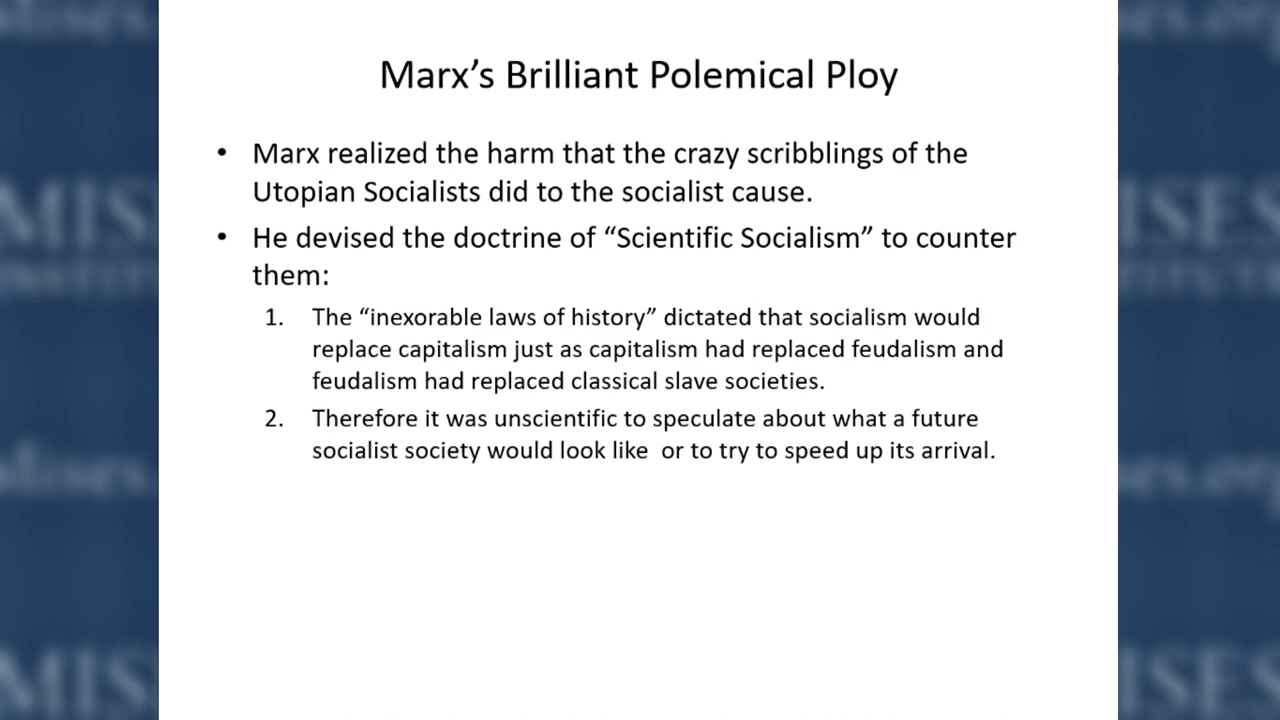 Marx’s Brilliant Polemical Ploy
• Marx realized the harm that the crazy scribblings of the
Utopian Socialists did to the socialist cause.
• He devised the doctrine of “Scientific Socialism” to counter
them:
1. The “inexorable laws of history” dictated that socialism would
replace capitalism just as capitalism had replaced feudalism and
feudalism had replaced classical slave societies.
2. Therefore it was unscientific to speculate about what a future
socialist society would look like or to try to speed up its arrival.